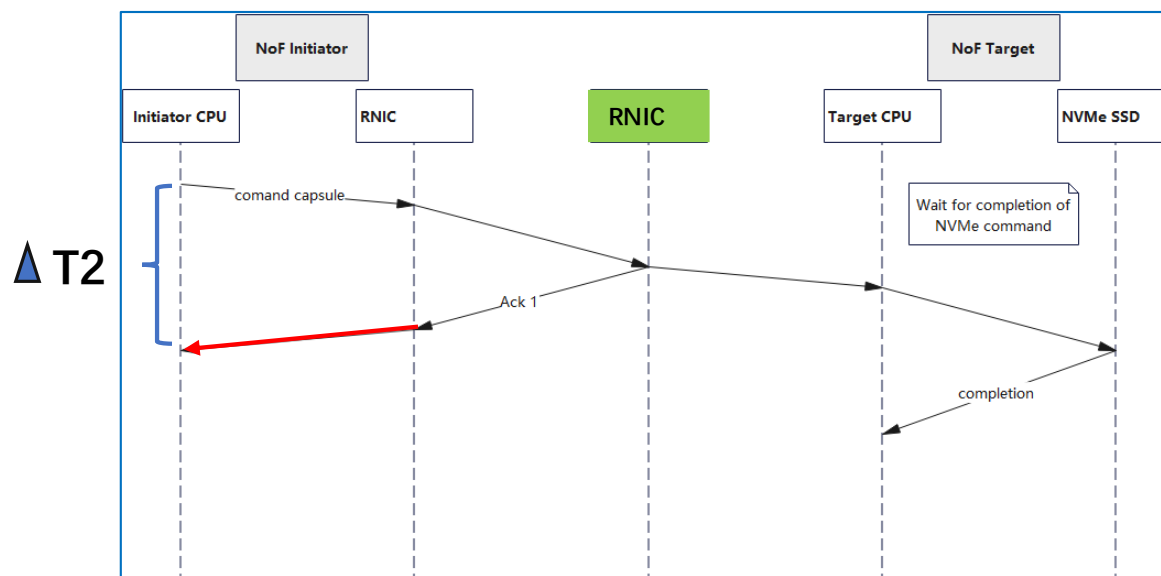 NoF Initiator
NoF Target
Initiator CPU
RNIC
RNIC
Target CPU
NVMe SSD
comand capsule
Wait for completion of
NVMe command
T2
Ack 1
completion